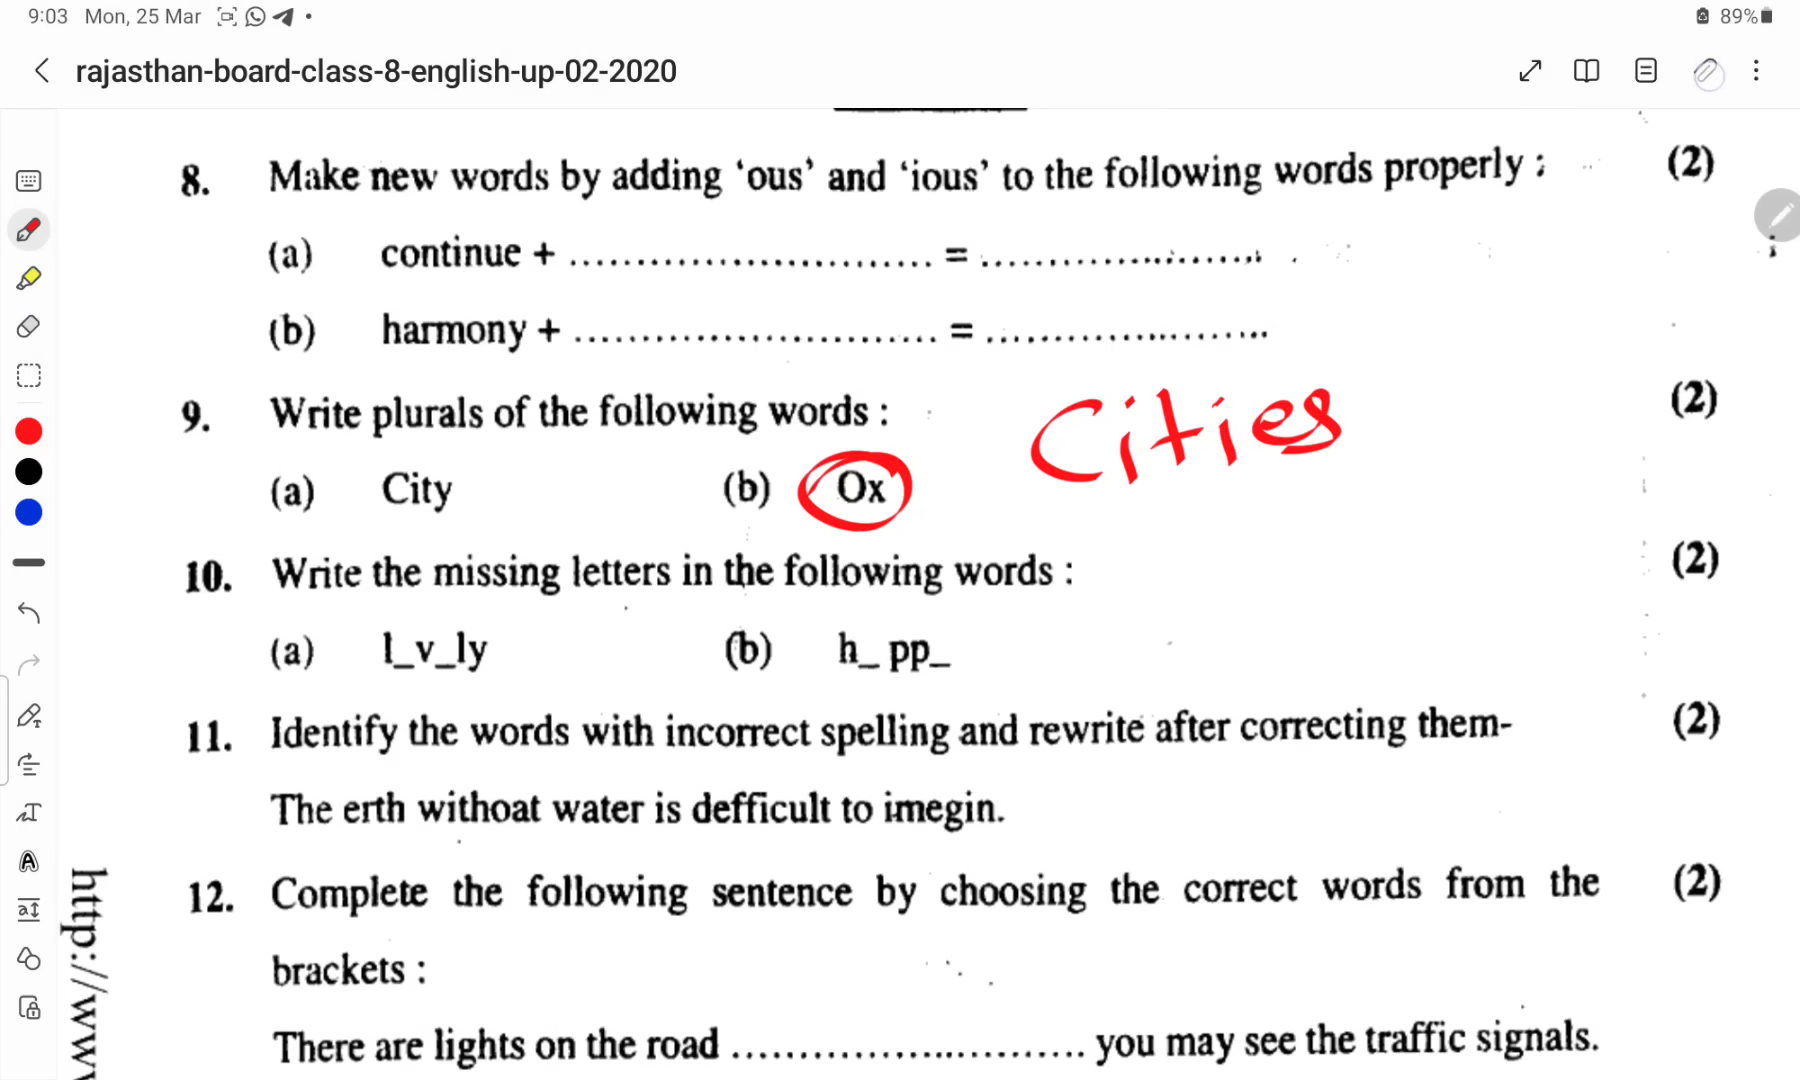 9:03 Mon, 25 Mar
89%
rajasthan-board-class-8-english-up-02-2020
8. Make new words by adding ‘ous’ and ‘ious’ to the following words properly : (2)
(a) continue + ........................... = .....................
(b) harmony + ........................... = .....................
9. Write plurals of the following words : (2)
Cities
(a) City (b) Ox
10. Write the missing letters in the following words : (2)
(a) l_v_ly (b) h_ pp_
11. Identify the words with incorrect spelling and rewrite after correcting them- (2)
The erth withoat water is defficult to imegin.
12. Complete the following sentence by choosing the correct words from the (2)
brackets :
There are lights on the road .......................... you may see the traffic signals.
http://www